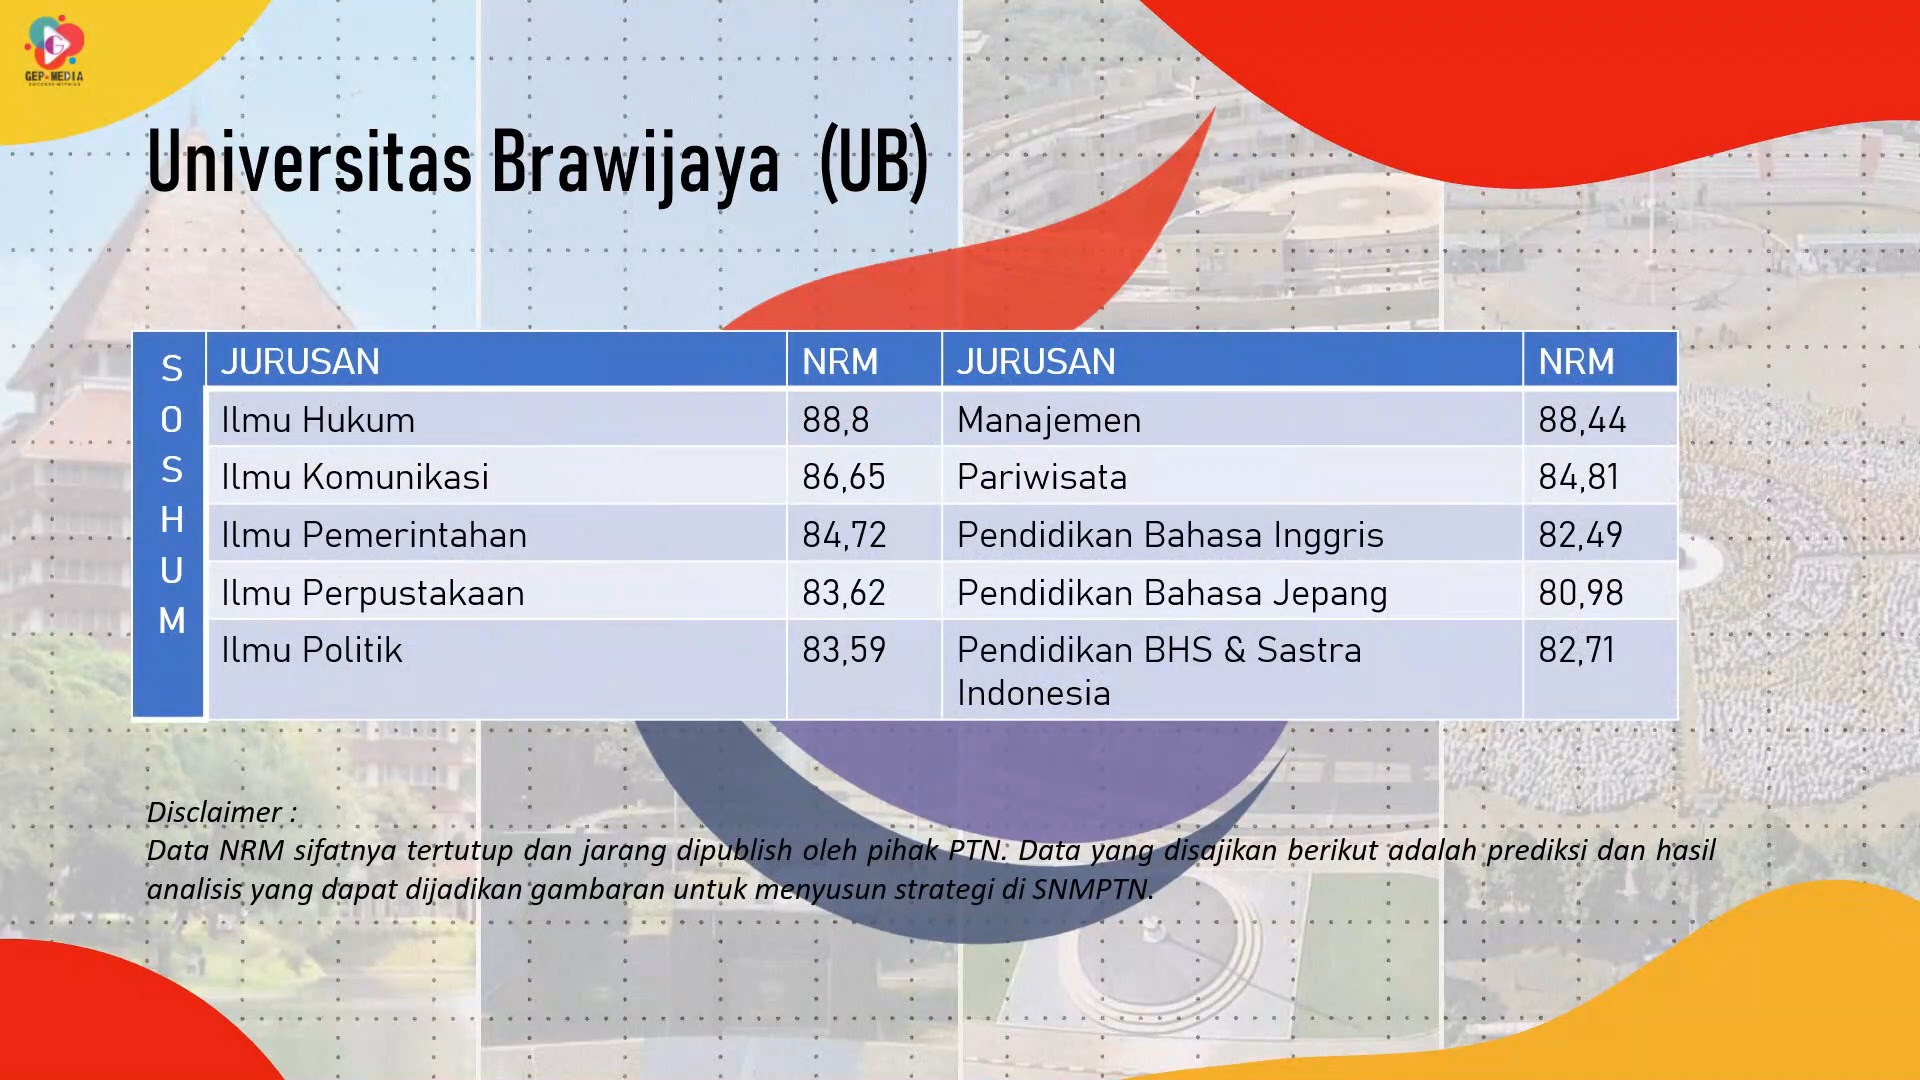 GEP-MEDIA
Universitas Brawijaya (UB)
SOSHUM
JURUSAN NRM JURUSAN NRM
Ilmu Hukum 88,8 Manajemen 88,44
Ilmu Komunikasi 86,65 Pariwisata 84,81
Ilmu Pemerintahan 84,72 Pendidikan Bahasa Inggris 82,49
Ilmu Perpustakaan 83,62 Pendidikan Bahasa Jepang 80,98
Ilmu Politik 83,59 Pendidikan BHS & Sastra 82,71
Indonesia
Disclaimer :
Data NRM sifatnya tertutup dan jarang dipublish oleh pihak PTN. Data yang disajikan berikut adalah prediksi dan hasil
analisis yang dapat dijadikan gambaran untuk menyusun strategi di SNMPTN.